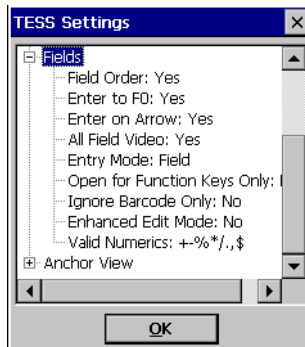 TESS Settings
Fields
Field Order: Yes
Enter to F0: Yes
Enter on Arrow: Yes
All Field Video: Yes
Entry Mode: Field
Open for Function Keys Only:
Ignore Barcode Only: No
Enhanced Edit Mode: No
Valid Numerics: +-%*/.,$
Anchor View
OK